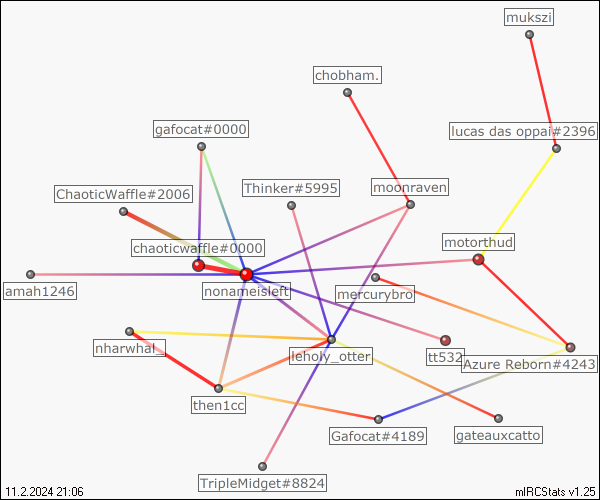 mukszi
chobham.
gafocat#0000
lucas das oppai#2396
ChaoticWaffle#2006
Thinker#5995
moonraven
chaoticwaffle#0000
motorthud
amah1246
nonameisleft
mercurybro
nharwhal_
leholy_otter
tt532
Azure Reborn#4243
then1cc
Gafocat#4189
gateauxcatto
TripleMidget#8824
11.2.2024 21:06
mIRCStats v1.25